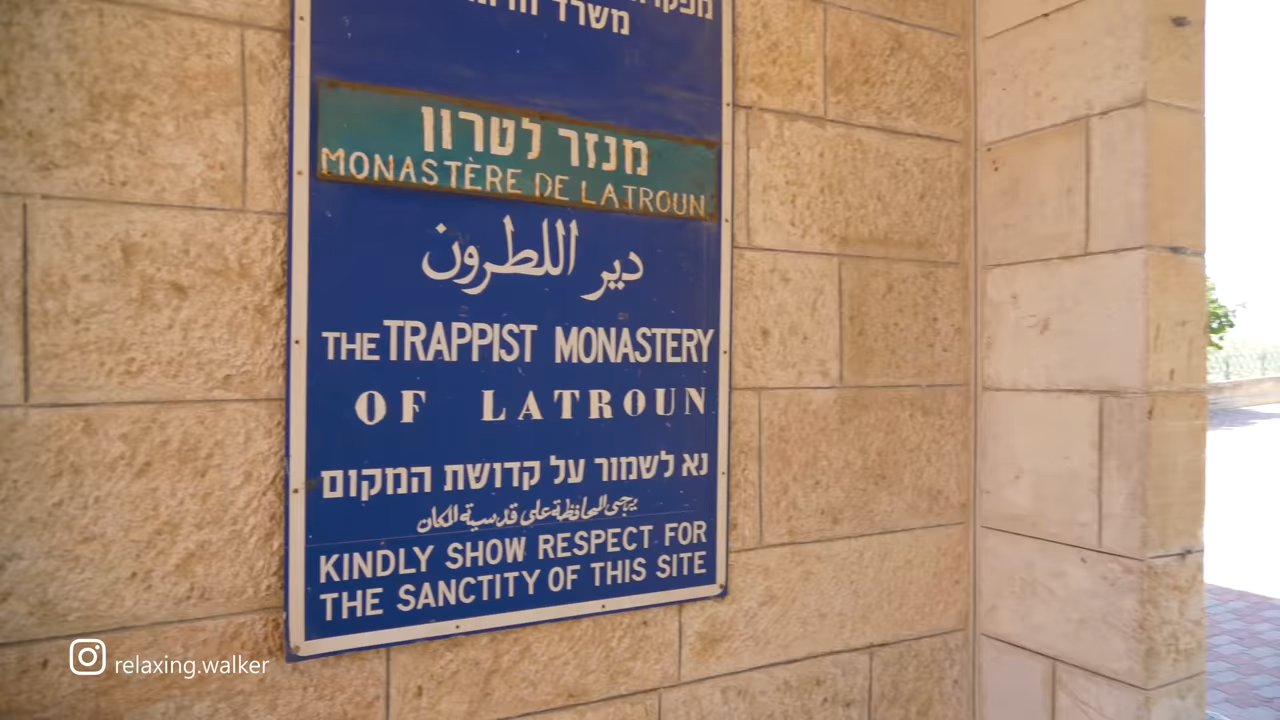 משרד
מנזר לטרון
MONASTÈRE DE LATROUN
دير اللطرون
THE TRAPPIST MONASTERY
OF LATROUN
נא לשמור על קדושת המקום
يرجى المحافظة على قدسية المكان
KINDLY SHOW RESPECT FOR
THE SANCTITY OF THIS SITE
relaxing.walker